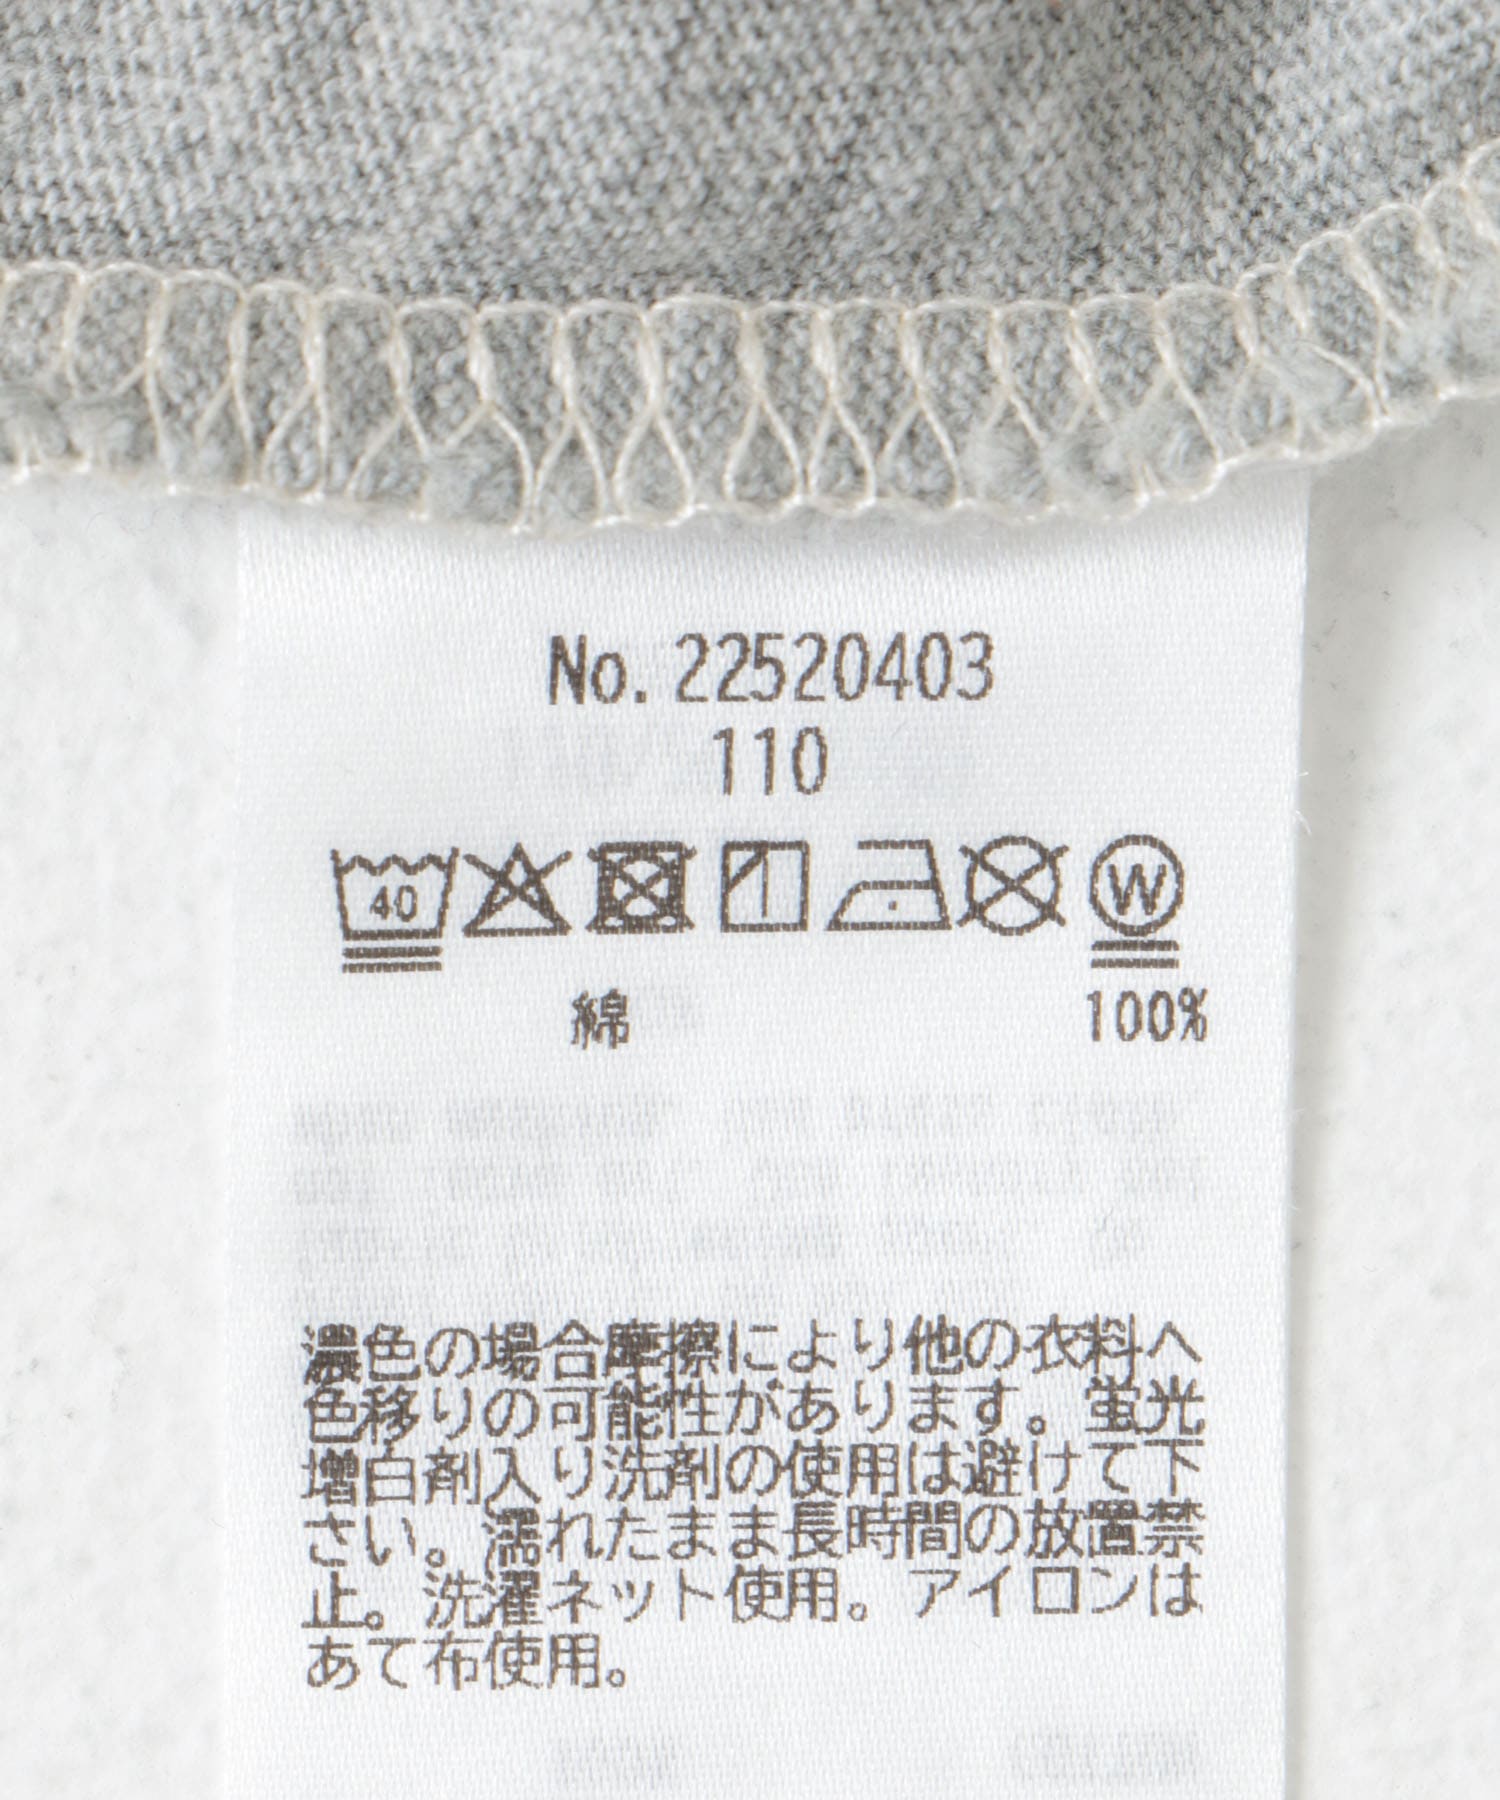 No. 22520403
110
40
W
綿 100%
濃色の場合摩擦により他の衣料へ
色移りの可能性があります。蛍光
増白剤入り洗剤の使用は避けて下
さい。濡れたまま長時間の放置禁
止。洗濯ネット使用。アイロンは
あて布使用。